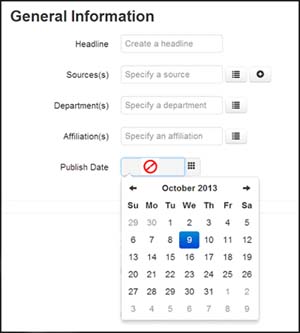 General Information
Headline Create a headline
Sources(s) Specify a source
Department(s) Specify a department
Affiliation(s) Specify an affiliation
Publish Date
October 2013
Su Mo Tu We Th Fr Sa
29 30 1 2 3 4 5
6 7 8 9 10 11 12
13 14 15 16 17 18 19
20 21 22 23 24 25 26
27 28 29 30 31 1 2
3 4 5 6 7 8 9